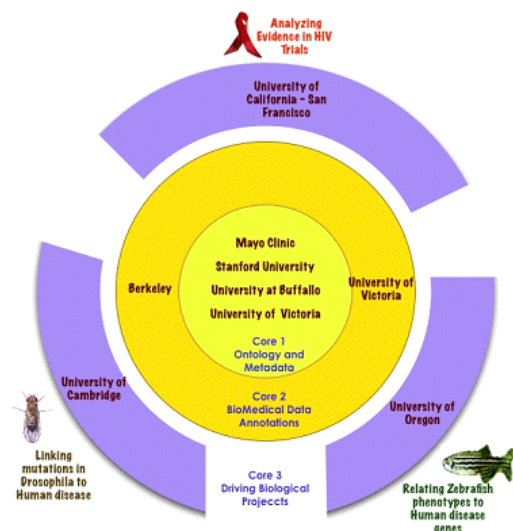 Analyzing
Evidence in HIV
Trials
University of
California - San
Francisco
Mayo Clinic
Stanford University
Berkeley
University at Buffallo
University of
Victoria
University of Victoria
Core 1
Ontology and
Metadata
University of
Cambridge
Core 2
BioMedical Data
Annotations
University of
Oregon
Linking
mutations in
Drosophila to
Human disease
Core 3
Driving Biological
Projeccts
Relating Zebrafish
phenotypes to
Human disease
genes